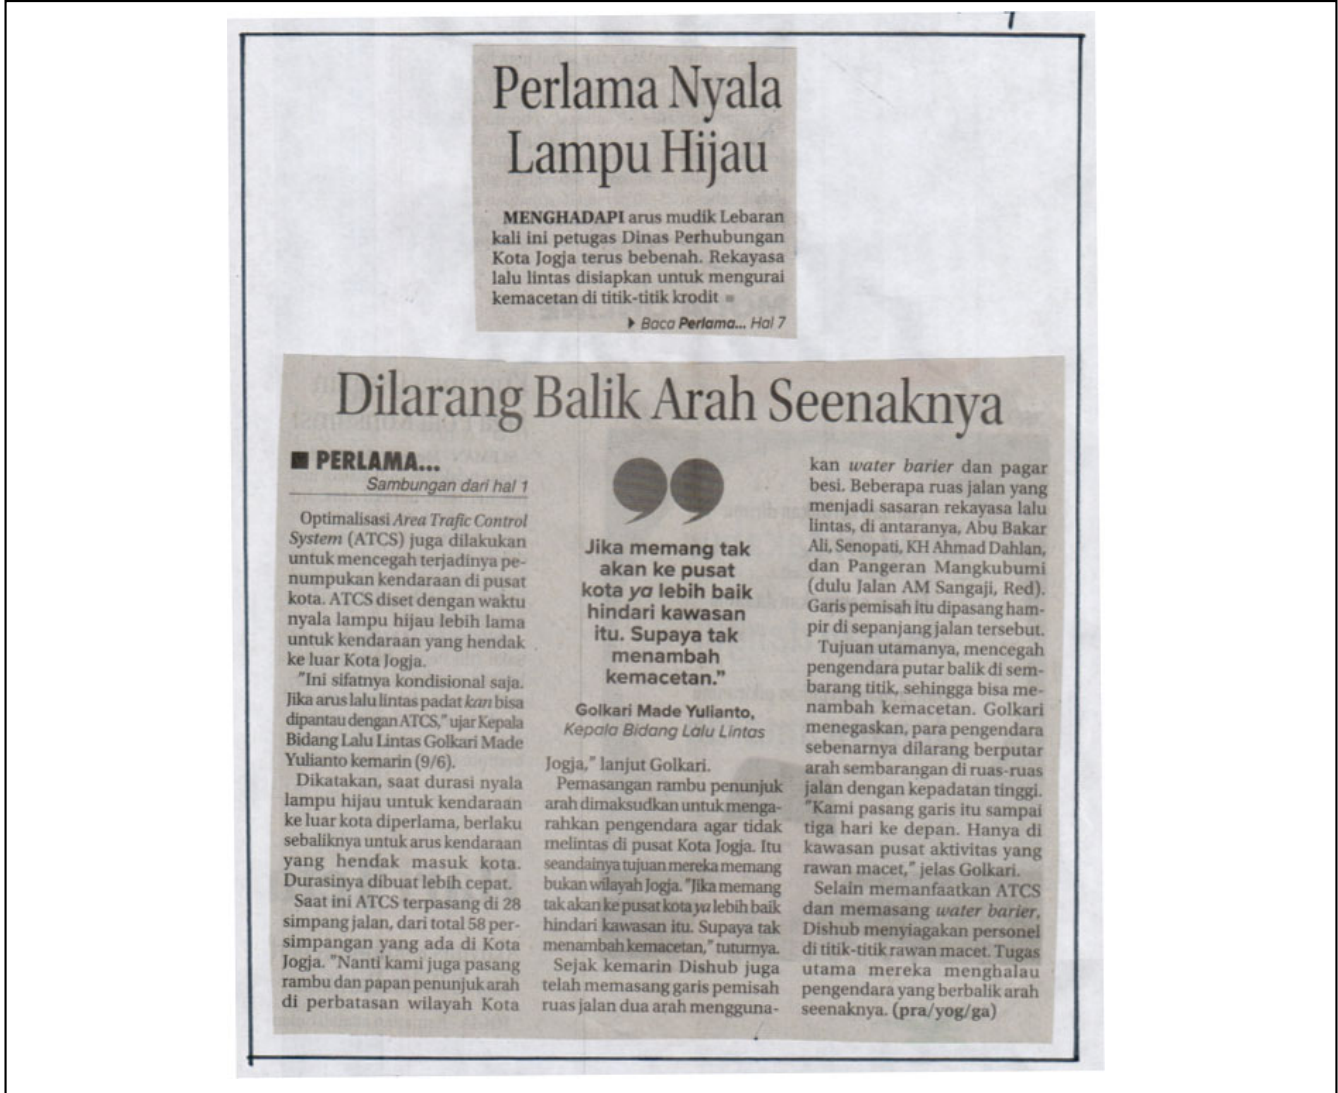 Perlama Nyala
Lampu Hijau
MENGHADAPI arus mudik Lebaran
kali ini petugas Dinas Perhubungan
Kota Jogja terus bebenah. Rekayasa
lalu lintas disiapkan untuk mengurai
kemacetan di titik-titik krodit
Baca Perlama... Hal 7
Dilarang Balik Arah Seenaknya
PERLAMA...
Sambungan dari hal 1
Optimalisasi Area Trafic Control
System (ATCS) juga dilakukan
untuk mencegah terjadinya pe-
numpukan kendaraan di pusat
kota. ATCS diset dengan waktu
nyala lampu hijau lebih lama
untuk kendaraan yang hendak
ke luar Kota Jogja.
"Ini sifatnya kondisional saja.
Jika arus lalu lintas padat kan bisa
dipantau dengan ATCS," ujar Kepala
Bidang Lalu Lintas Golkari Made
Yulianto kemarin (9/6).
Dikatakan, saat durasi nyala
lampu hijau untuk kendaraan
ke luar kota diperlama, berlaku
sebaliknya untuk arus kendaraan
yang hendak masuk kota.
Durasinya dibuat lebih cepat.
Saat ini ATCS terpasang di 28
simpang jalan, dari total 58 per-
simpangan yang ada di Kota
Jogja. "Nanti kami juga pasang
rambu dan papan penunjuk arah
di perbatasan wilayah Kota
Jika memang tak
akan ke pusat
kota ya lebih baik
hindari kawasan
itu. Supaya tak
menambah
kemacetan."
Golkari Made Yulianto,
Kepala Bidang Lalu Lintas
Jogja," lanjut Golkari.
Pemasangan rambu penunjuk
arah dimaksudkan untuk menga-
rahkan pengendara agar tidak
melintas di pusat Kota Jogja. Itu
seandainya tujuan mereka memang
bukan wilayah Jogja. "Jika memang
tak akan ke pusat kota ya lebih baik
hindari kawasan itu. Supaya tak
menambah kemacetan," tuturnya.
Sejak kemarin Dishub juga
telah memasang garis pemisah
ruas jalan dua arah mengguna-
kan water barier dan pagar
besi. Beberapa ruas jalan yang
menjadi sasaran rekayasa lalu
lintas, di antaranya, Abu Bakar
Ali, Senopati, KH Ahmad Dahlan,
dan Pangeran Mangkubumi
(dulu Jalan AM Sangaji, Red).
Garis pemisah itu dipasang ham-
pir di sepanjang jalan tersebut.
Tujuan utamanya, mencegah
pengendara putar balik di sem-
barang titik, sehingga bisa me-
nambah kemacetan. Golkari
menegaskan, para pengendara
sebenarnya dilarang berputar
arah sembarangan di ruas-ruas
jalan dengan kepadatan tinggi.
"Kami pasang garis itu sampai
tiga hari ke depan. Hanya di
kawasan pusat aktivitas yang
rawan macet," jelas Golkari.
Selain memanfaatkan ATCS
dan memasang water barier,
Dishub menyiagakan personel
di titik-titik rawan macet. Tugas
utama mereka menghalau
pengendara yang berbalik arah
seenaknya. (pra/yog/ga)